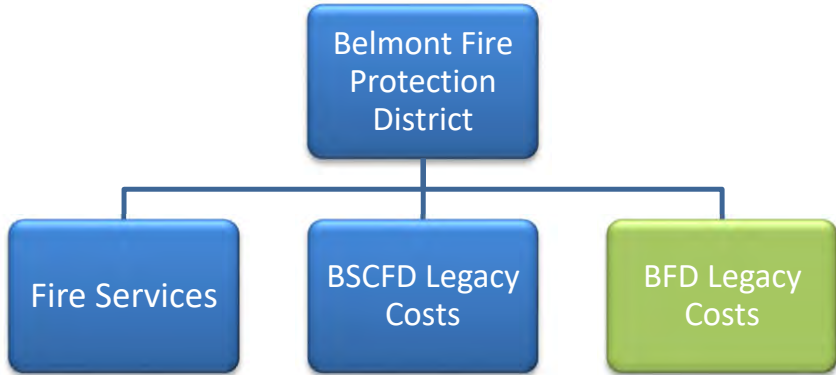 Belmont Fire
Protection
District
Fire Services
BSCFD Legacy
Costs
BFD Legacy
Costs